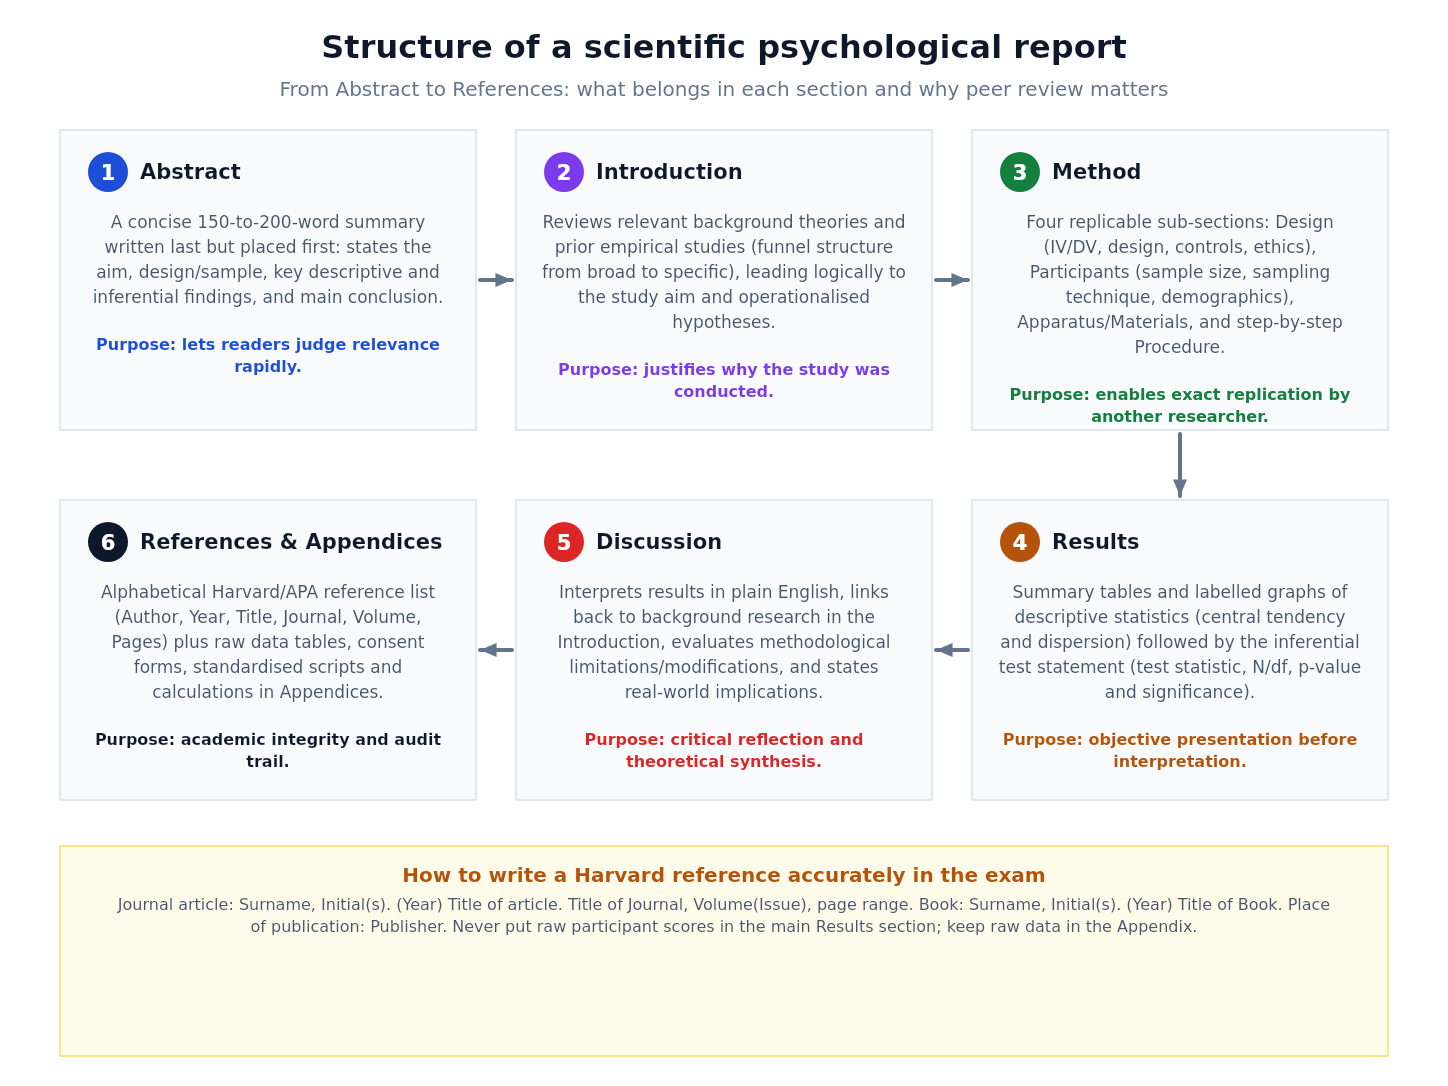 Structure of a scientific psychological report
From Abstract to References: what belongs in each section and why peer review matters
1 Abstract
A concise 150-to-200-word summary
written last but placed first: states the
aim, design/sample, key descriptive and
inferential findings, and main conclusion.
Purpose: lets readers judge relevance
rapidly.
2 Introduction
Reviews relevant background theories and
prior empirical studies (funnel structure
from broad to specific), leading logically to
the study aim and operationalised
hypotheses.
Purpose: justifies why the study was
conducted.
3 Method
Four replicable sub-sections: Design
(IV/DV, design, controls, ethics),
Participants (sample size, sampling
technique, demographics),
Apparatus/Materials, and step-by-step
Procedure.
Purpose: enables exact replication by
another researcher.
4 Results
Summary tables and labelled graphs of
descriptive statistics (central tendency
and dispersion) followed by the inferential
test statement (test statistic, N/df, p-value
and significance).
Purpose: objective presentation before
interpretation.
5 Discussion
Interprets results in plain English, links
back to background research in the
Introduction, evaluates methodological
limitations/modifications, and states
real-world implications.
Purpose: critical reflection and
theoretical synthesis.
6 References & Appendices
Alphabetical Harvard/APA reference list
(Author, Year, Title, Journal, Volume,
Pages) plus raw data tables, consent
forms, standardised scripts and
calculations in Appendices.
Purpose: academic integrity and audit
trail.
How to write a Harvard reference accurately in the exam
Journal article: Surname, Initial(s). (Year) Title of article. Title of Journal, Volume(Issue), page range. Book: Surname, Initial(s). (Year) Title of Book. Place
of publication: Publisher. Never put raw participant scores in the main Results section; keep raw data in the Appendix.